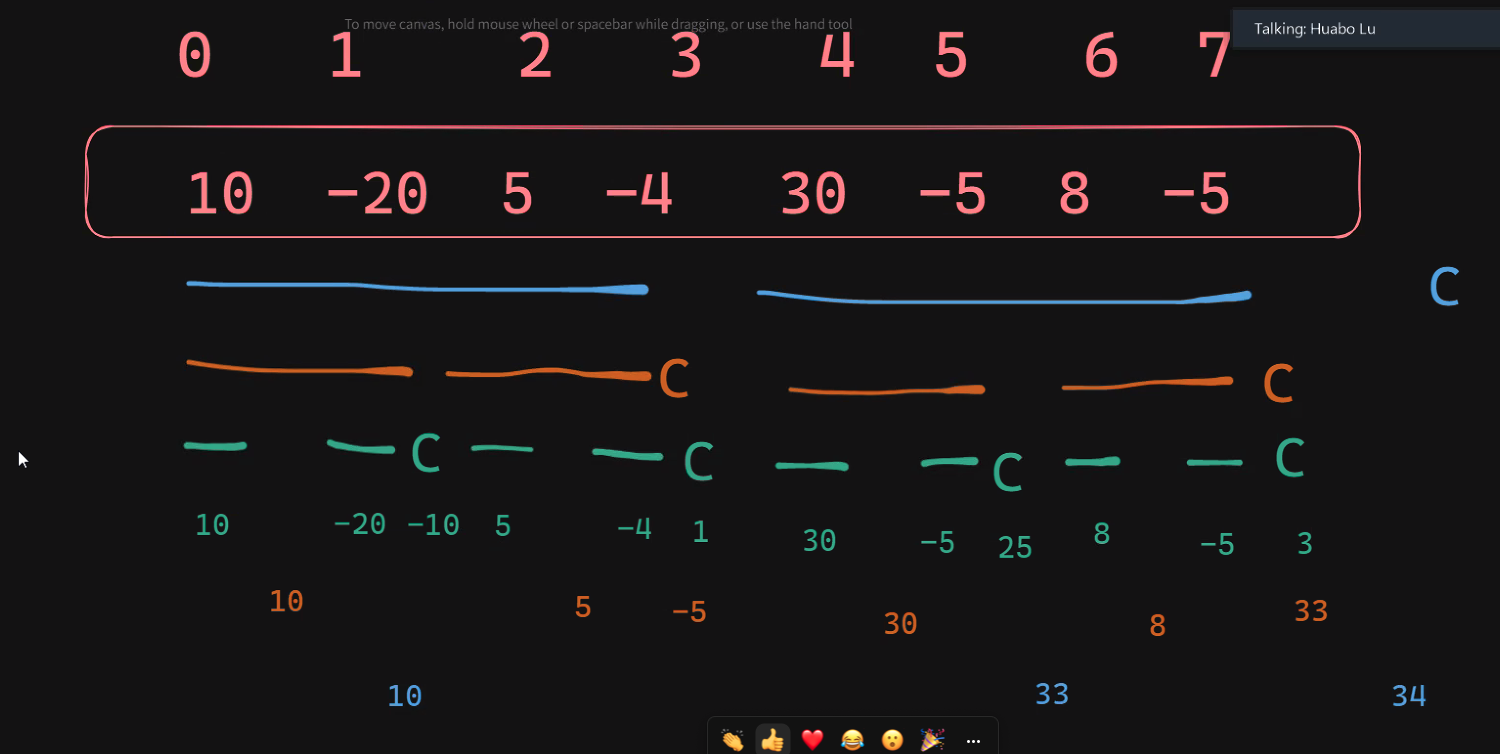 To move canvas, hold mouse wheel or spacebar while dragging, or use the hand tool
Talking: Huabo Lu
0 1 2 3 4 5 6 7
10 −20 5 −4 30 −5 8 −5
C
C C
C C C C
10 −20 −10 5 −4 1 30 −5 25 8 −5 3
10 5 −5 30 8 33
10 33 34